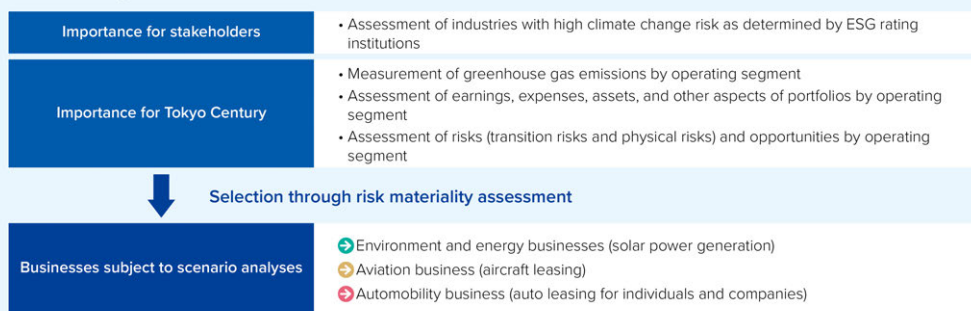 Importance for stakeholders
• Assessment of industries with high climate change risk as determined by ESG rating
institutions
Importance for Tokyo Century
• Measurement of greenhouse gas emissions by operating segment
• Assessment of earnings, expenses, assets, and other aspects of portfolios by operating
segment
• Assessment of risks (transition risks and physical risks) and opportunities by operating
segment
Selection through risk materiality assessment
Businesses subject to scenario analyses
Environment and energy businesses (solar power generation)
Aviation business (aircraft leasing)
Automobility business (auto leasing for individuals and companies)